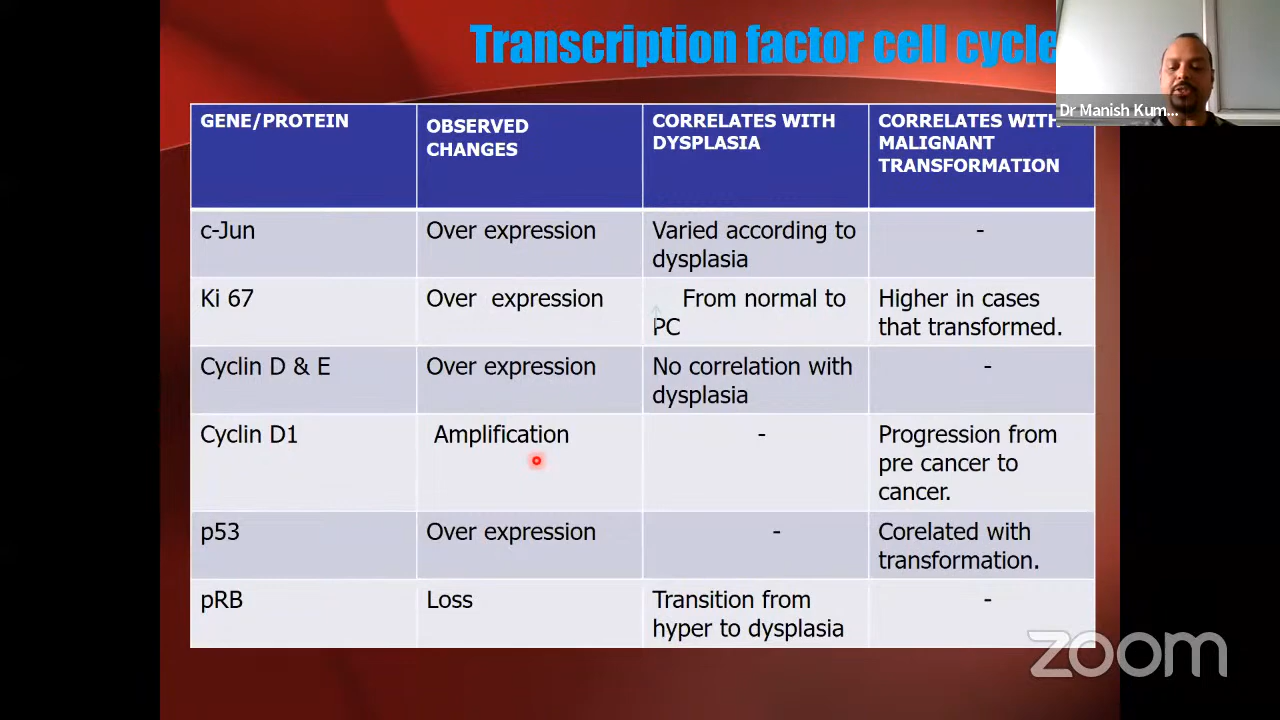 Transcription factor cell cycle
Dr Manish Kum...
GENE/PROTEIN
OBSERVED
CHANGES
CORRELATES WITH
DYSPLASIA
CORRELATES WITH
MALIGNANT
TRANSFORMATION
c-Jun
Over expression
Varied according to
dysplasia
-
Ki 67
Over expression
From normal to
PC
Higher in cases
that transformed.
Cyclin D & E
Over expression
No correlation with
dysplasia
-
Cyclin D1
Amplification
-
Progression from
pre cancer to
cancer.
p53
Over expression
-
Corelated with
transformation.
pRB
Loss
Transition from
hyper to dysplasia
-
zoom